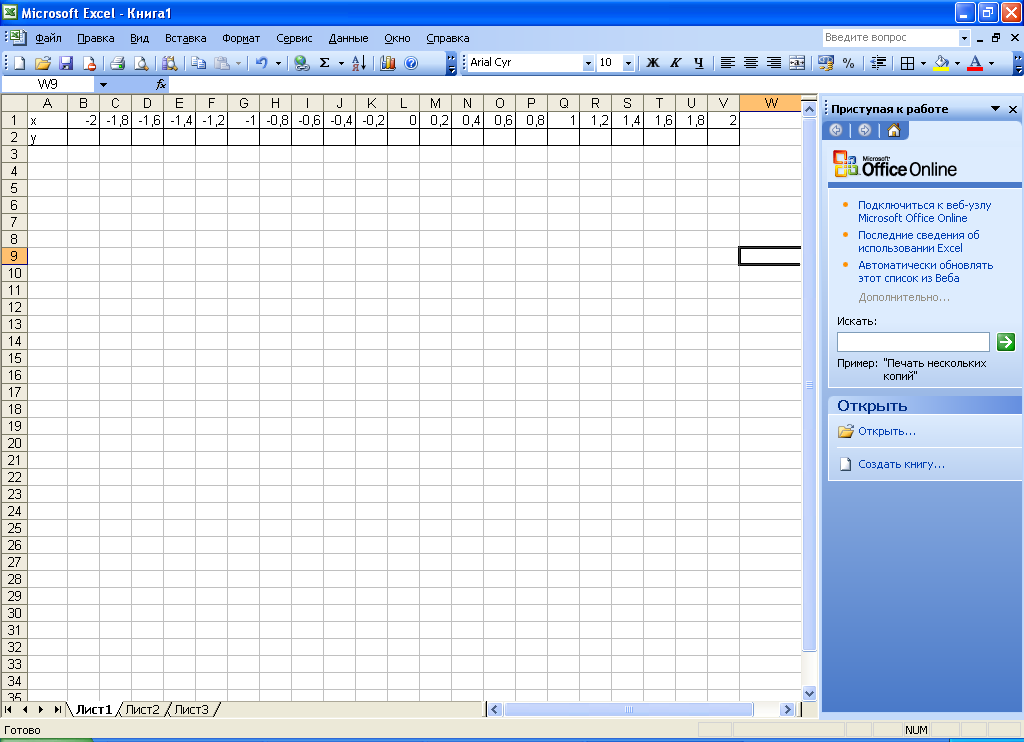 Microsoft Excel - Книга1
Файл Правка Вид Вставка Формат Сервис Данные Окно Справка
Введите вопрос
Arial Cyr 10 Ж К Ч %
W9 fx
A B C D E F G H I J K L M N O P Q R S T U V W
1 x -2 -1,8 -1,6 -1,4 -1,2 -1 -0,8 -0,6 -0,4 -0,2 0 0,2 0,4 0,6 0,8 1 1,2 1,4 1,6 1,8 2
2 y
3
4
5
6
7
8
9
10
11
12
13
14
15
16
17
18
19
20
21
22
23
24
25
26
27
28
29
30
31
32
33
34
35
Приступая к работе
Microsoft
Office Online
Подключиться к веб-узлу
Microsoft Office Online
Последние сведения об
использовании Excel
Автоматически обновлять
этот список из Веба
Дополнительно...
Искать:
Пример: "Печать нескольких
копий"
Открыть
Открыть...
Создать книгу...
Лист1 Лист2 Лист3
Готово
NUM